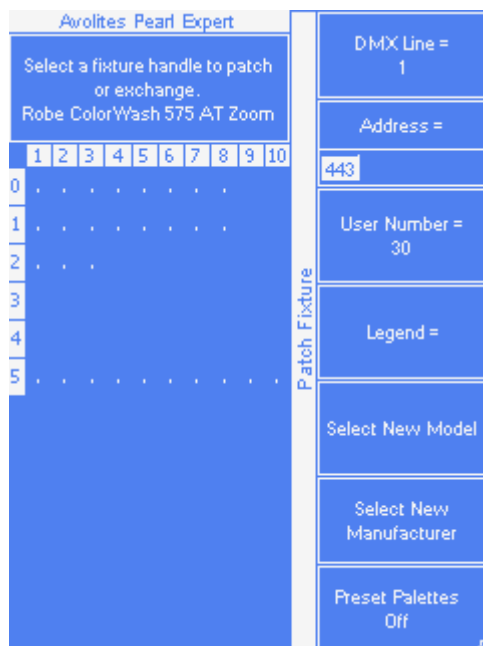 Avolites Pearl Expert
Select a fixture handle to patch
or exchange.
Robe ColorWash 575 AT Zoom
1 2 3 4 5 6 7 8 9 10
0 . . . . . . .
1 . . . . . . .
2 . . .
3
4
5 . . . . . . . . .
Patch Fixture
DMX Line =
1
Address =
443
User Number =
30
Legend =
Select New Model
Select New
Manufacturer
Preset Palettes
Off